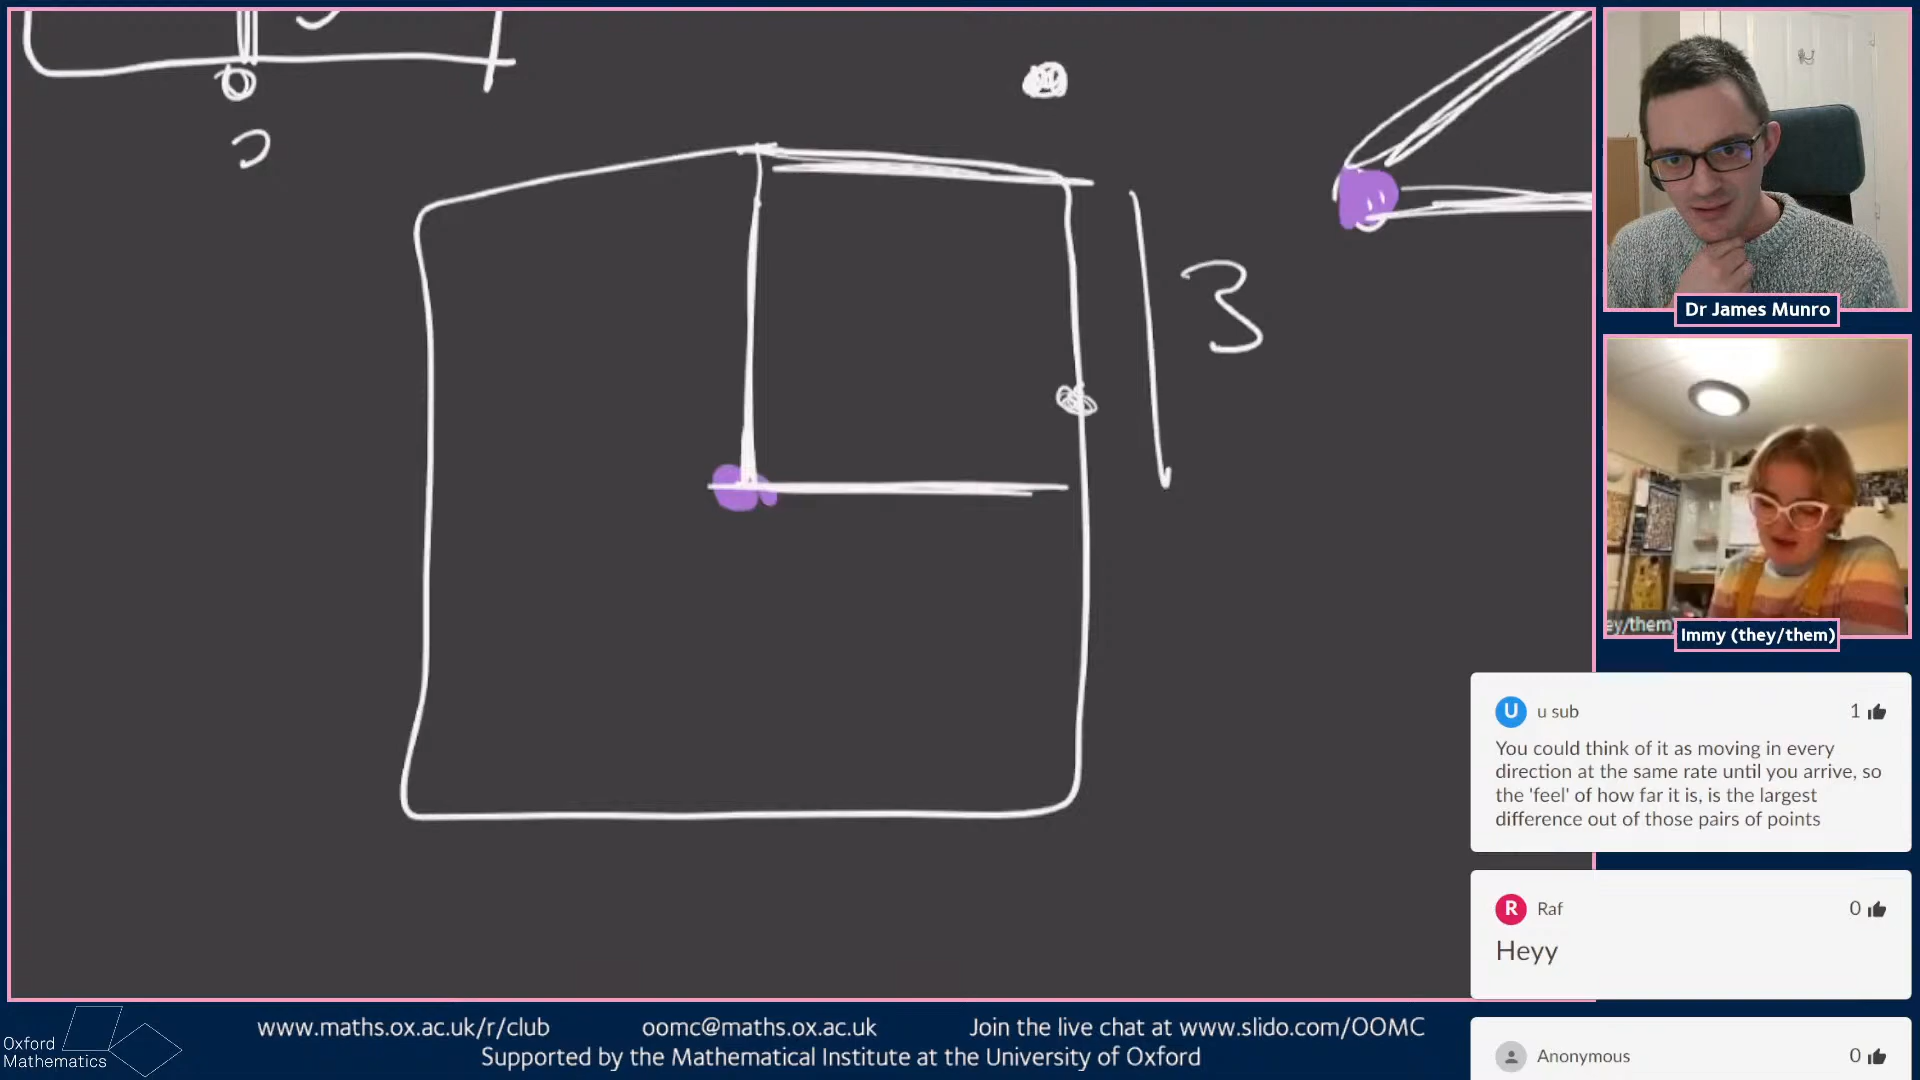 3
Dr James Munro
ey/them)
Immy (they/them)
U u sub 1
You could think of it as moving in every
direction at the same rate until you arrive, so
the 'feel' of how far it is, is the largest
difference out of those pairs of points
R Raf 0
Heyy
Anonymous 0
Oxford
Mathematics
www.maths.ox.ac.uk/r/club oomc@maths.ox.ac.uk Join the live chat at www.slido.com/OOMC
Supported by the Mathematical Institute at the University of Oxford